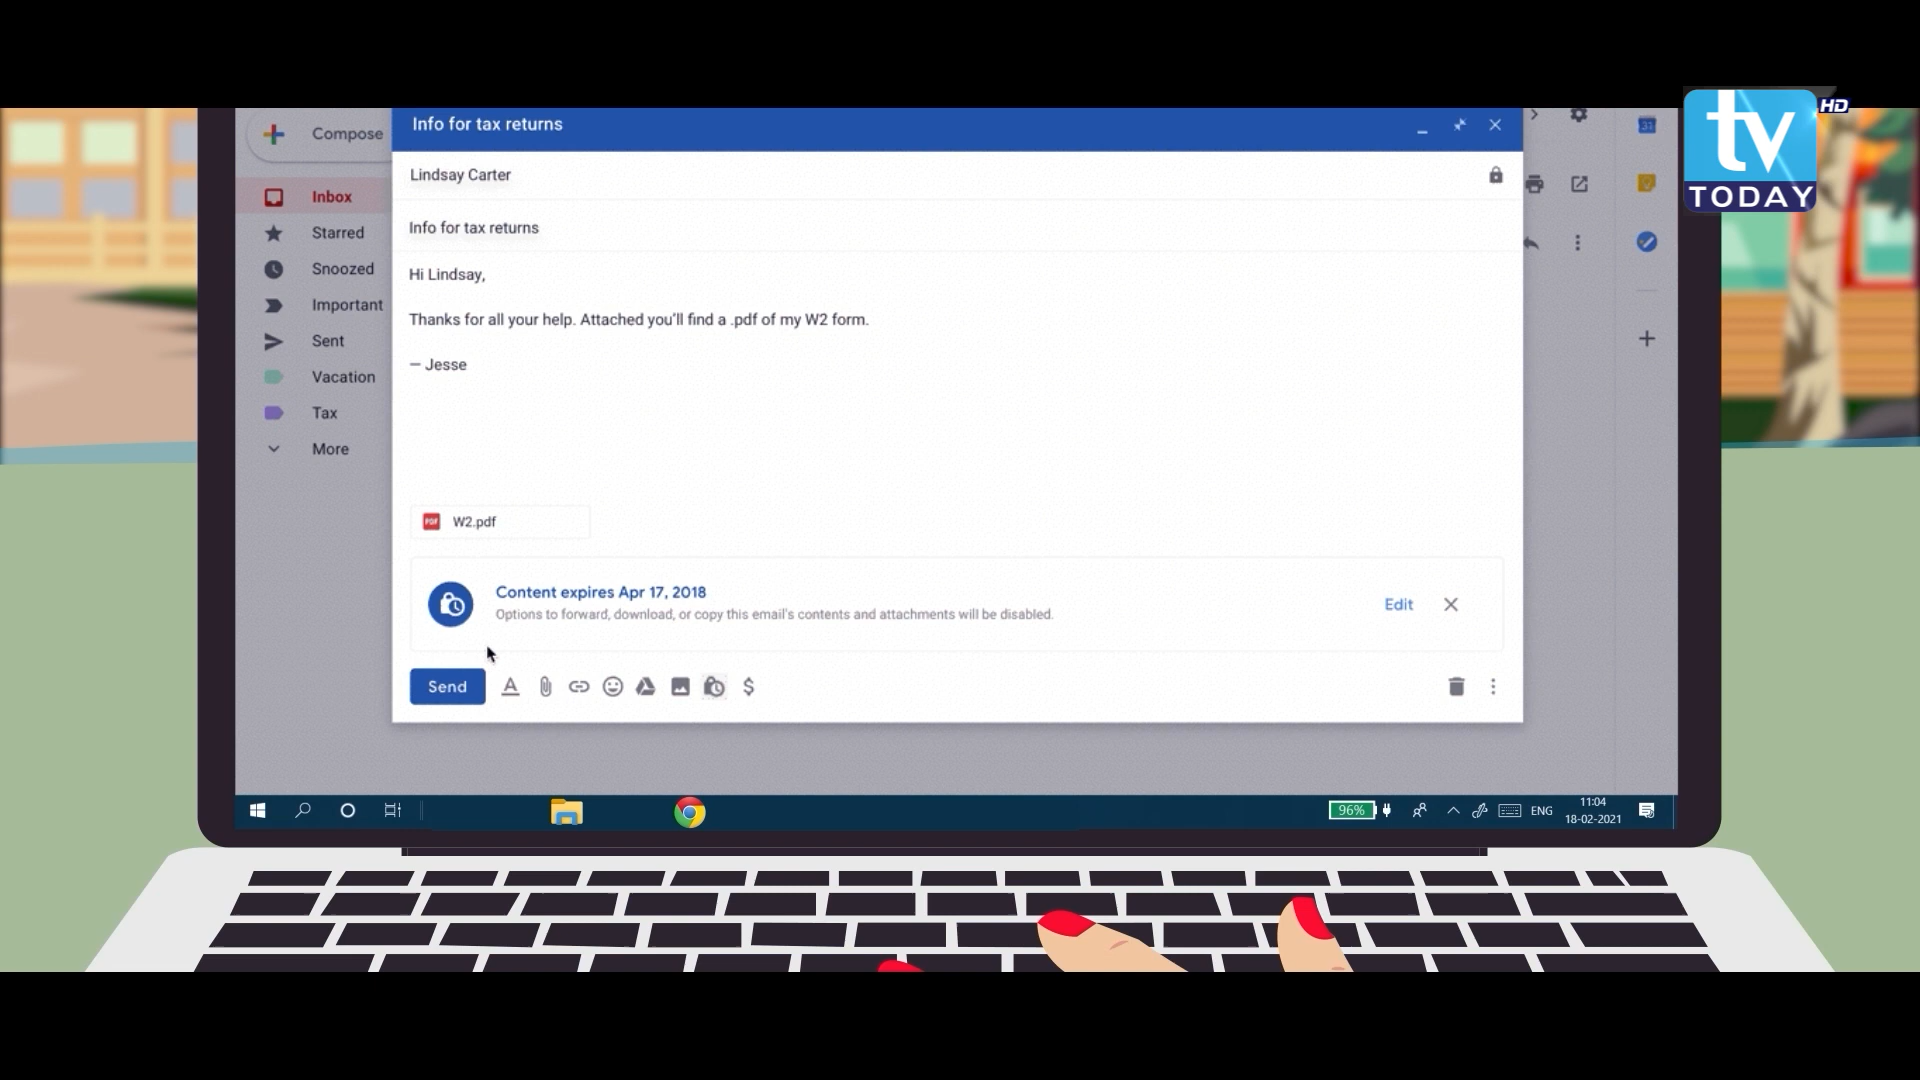 tv
HD
TODAY
Compose
Info for tax returns
31
Inbox
Lindsay Carter
Starred
Info for tax returns
Snoozed
Hi Lindsay,
Important
Thanks for all your help. Attached you'll find a .pdf of my W2 form.
Sent
— Jesse
Vacation
Tax
More
PDF
W2.pdf
Content expires Apr 17, 2018
Options to forward, download, or copy this email's contents and attachments will be disabled.
Edit
Send
96%
ENG
11:04
18-02-2021